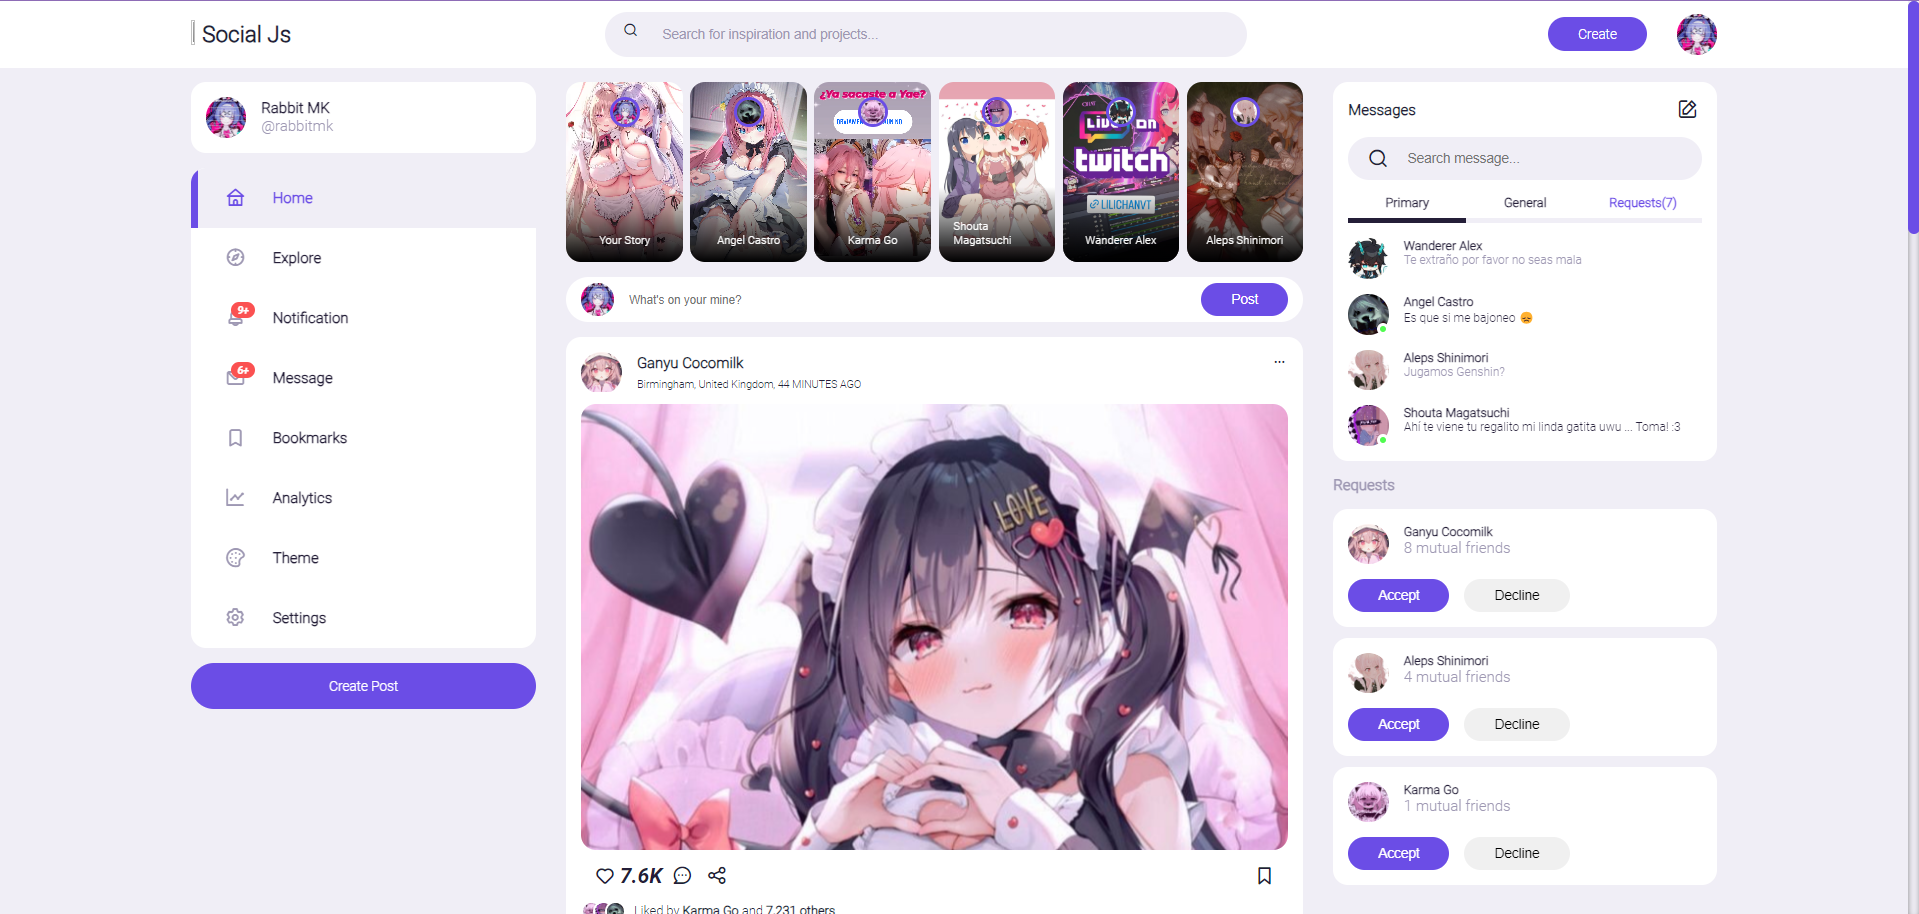 Social Js
Search for inspiration and projects...
Create
Rabbit MK
@rabbitmk
Home
Explore
9+
Notification
6+
Message
Bookmarks
Analytics
Theme
Settings
Create Post
Your Story
Angel Castro
¿Ya sacaste a Yae?
Karma Go
Shouta
Magatsuchi
LIVE on
twitch
LILICHANVT
Wanderer Alex
Aleps Shinimori
What's on your mine?
Post
Ganyu Cocomilk
Birmingham, United Kingdom, 44 MINUTES AGO
LOVE
7.6K
Liked by Karma Go and 7,231 others
Messages
Search message...
Primary
General
Requests(7)
Wanderer Alex
Te extraño por favor no seas mala
Angel Castro
Es que si me bajoneo 😞
Aleps Shinimori
Jugamos Genshin?
Shouta Magatsuchi
Ahí te viene tu regalito mi linda gatita uwu ... Toma! :3
Requests
Ganyu Cocomilk
8 mutual friends
Accept
Decline
Aleps Shinimori
4 mutual friends
Accept
Decline
Karma Go
1 mutual friends
Accept
Decline